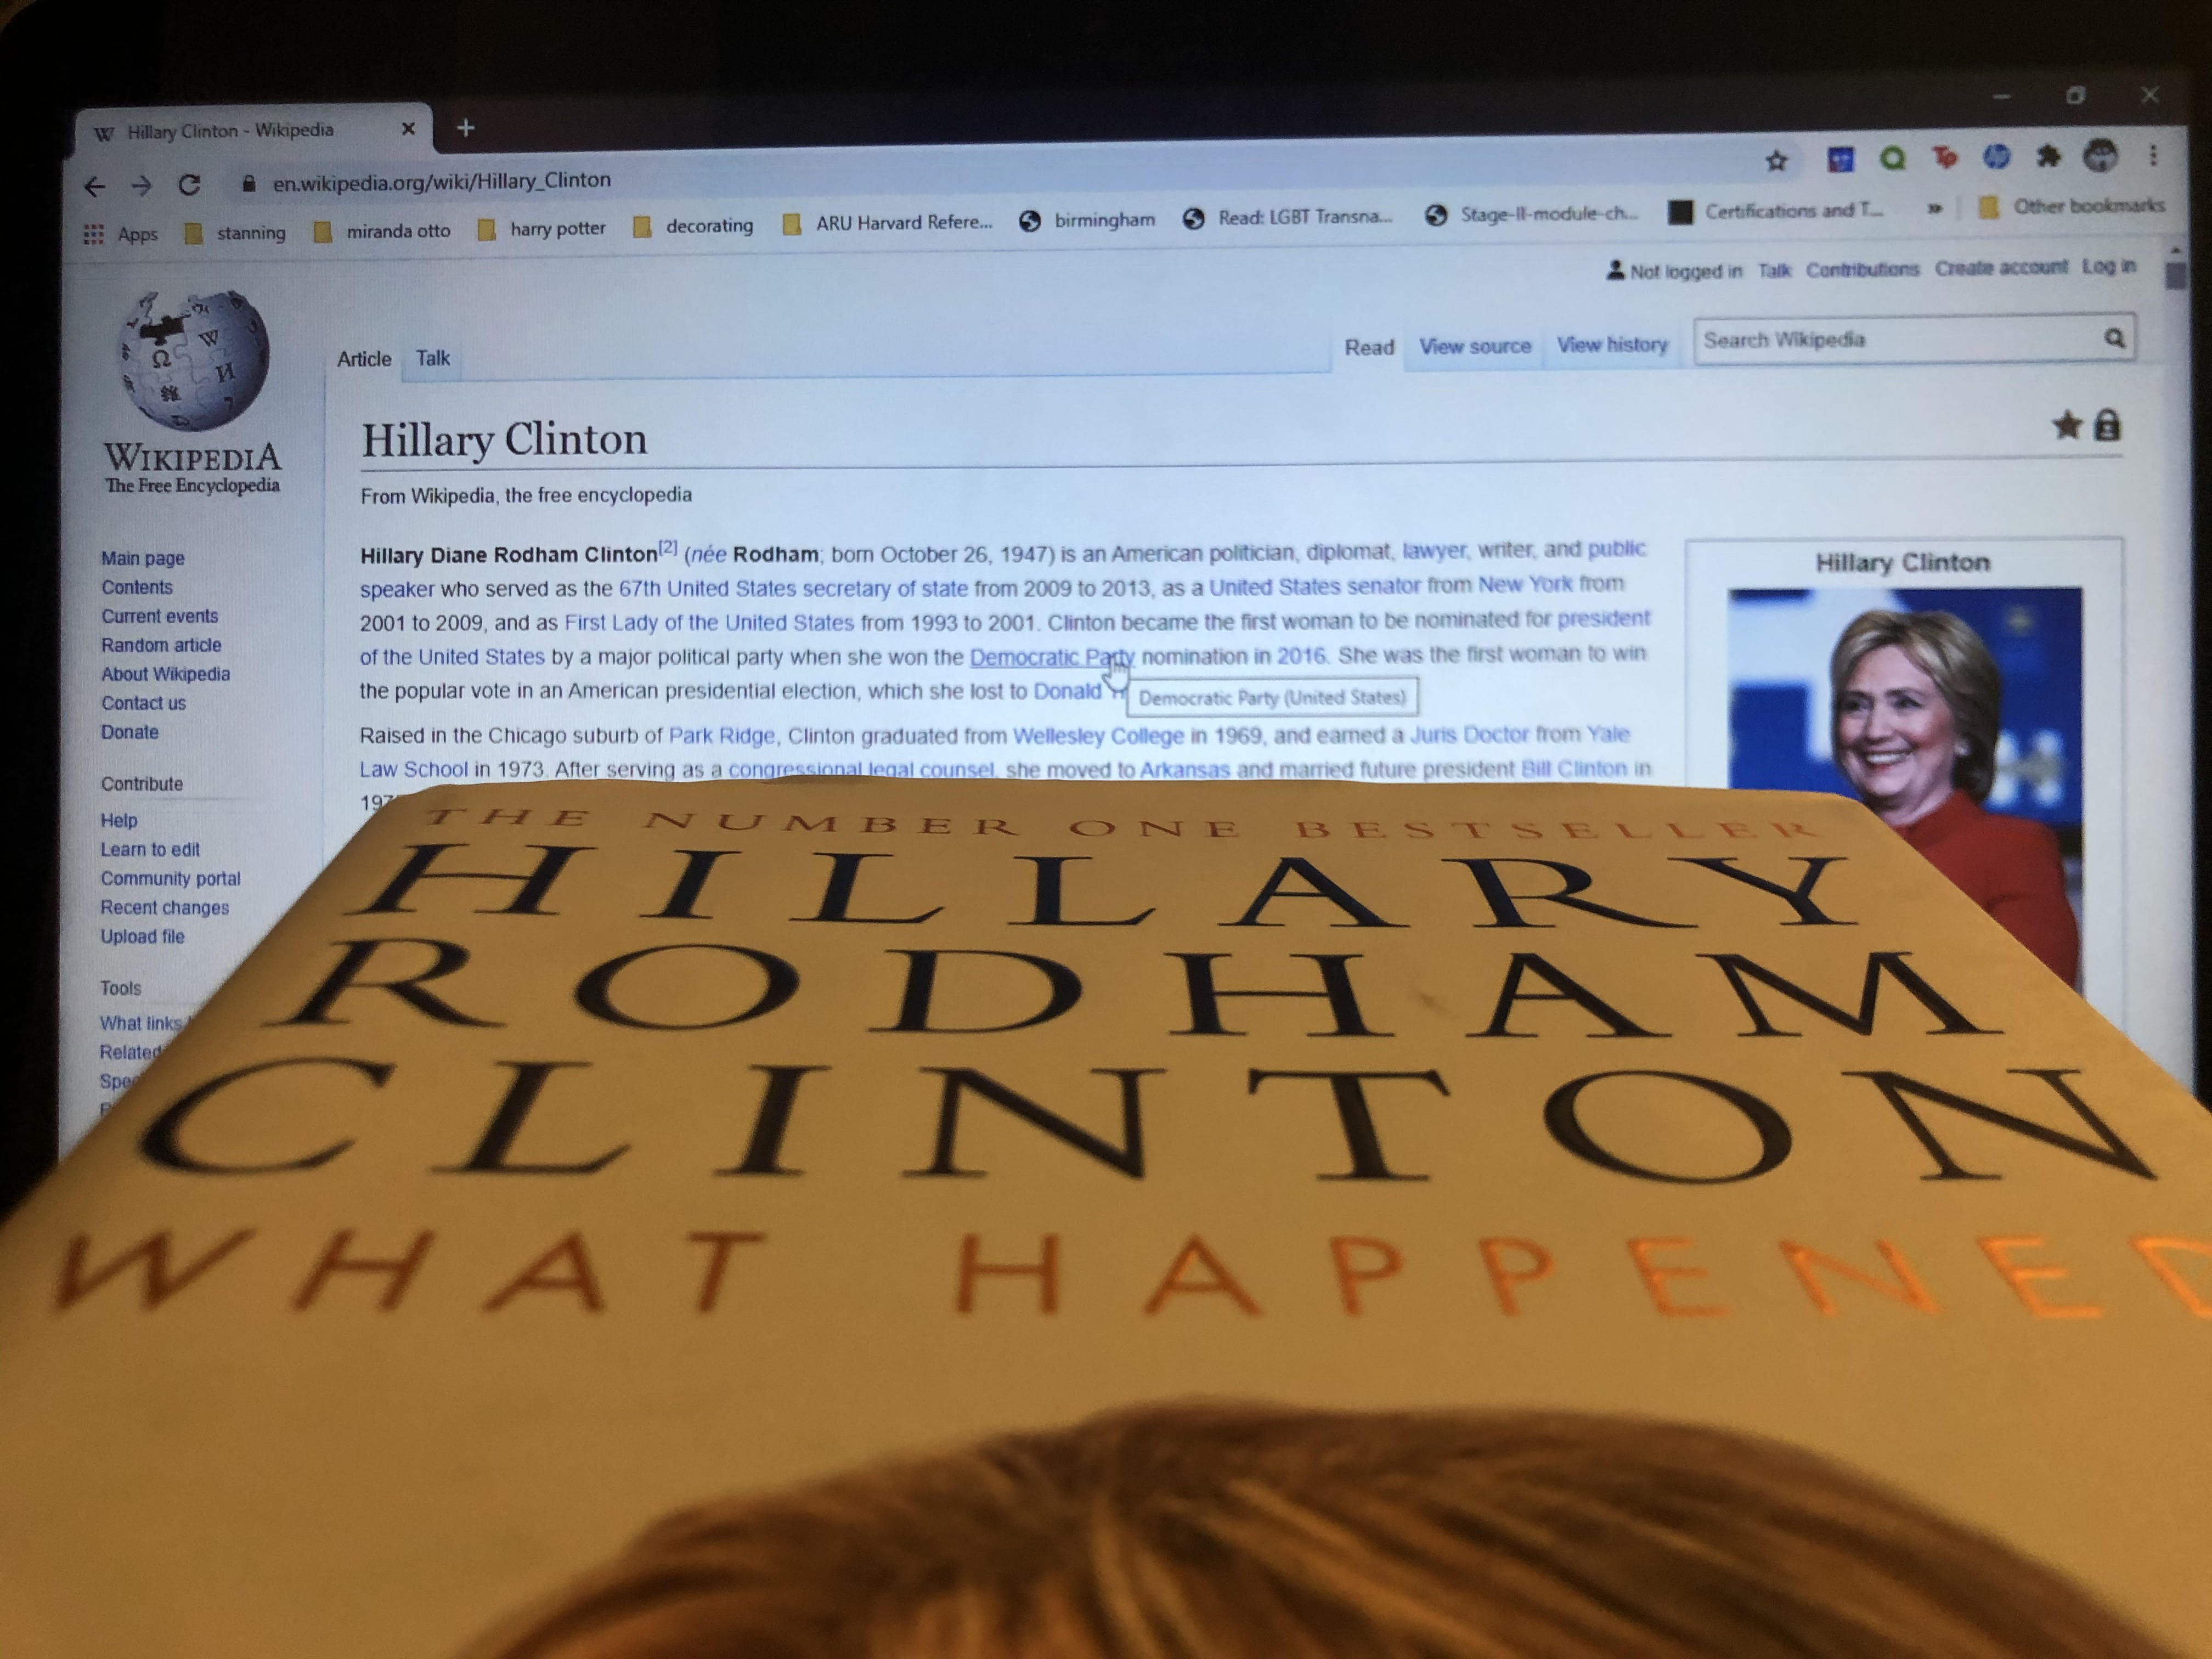 Hillary Clinton - Wikipedia
en.wikipedia.org/wiki/Hillary_Clinton
Apps stanning miranda otto harry potter decorating ARU Harvard Refere... birmingham Read: LGBT Transna... Stage-II-module-ch... Certifications and T... » Other bookmarks
Not logged in Talk Contributions Create account Log in
Article Talk Read View source View history Search Wikipedia
WIKIPEDIA
The Free Encyclopedia
Main page
Contents
Current events
Random article
About Wikipedia
Contact us
Donate
Contribute
Help
Learn to edit
Community portal
Recent changes
Upload file
Tools
What links
Related
Hillary Clinton
From Wikipedia, the free encyclopedia
Hillary Diane Rodham Clinton[2] (née Rodham; born October 26, 1947) is an American politician, diplomat, lawyer, writer, and public
speaker who served as the 67th United States secretary of state from 2009 to 2013, as a United States senator from New York from
2001 to 2009, and as First Lady of the United States from 1993 to 2001. Clinton became the first woman to be nominated for president
of the United States by a major political party when she won the Democratic Party nomination in 2016. She was the first woman to win
the popular vote in an American presidential election, which she lost to Donald
Democratic Party (United States)
Raised in the Chicago suburb of Park Ridge, Clinton graduated from Wellesley College in 1969, and earned a Juris Doctor from Yale
Law School in 1973. After serving as a congressional legal counsel, she moved to Arkansas and married future president Bill Clinton in
Hillary Clinton
THE NUMBER ONE BESTSELLER
HILLARY
RODHAM
CLINTON
WHAT HAPPENED